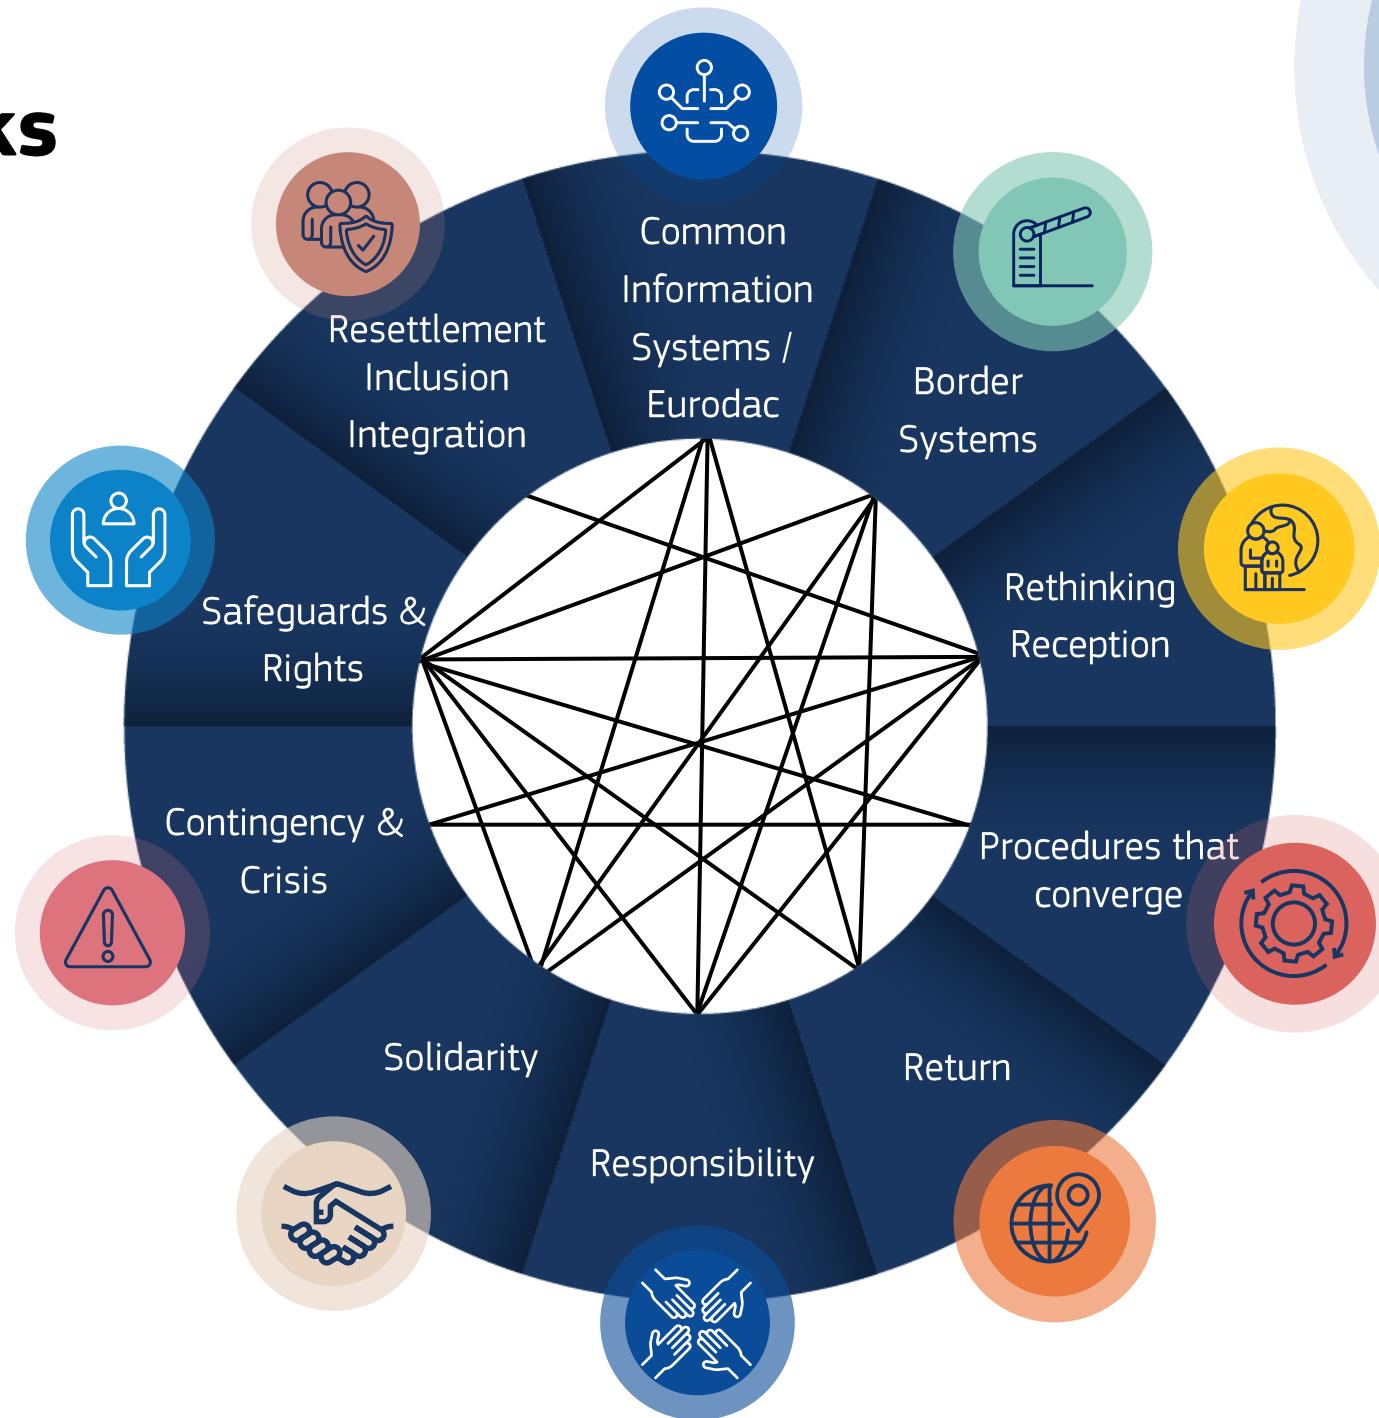 ks
Common
Information
Systems /
Eurodac
Border
Systems
Rethinking
Reception
Procedures that
converge
Return
Responsibility
Solidarity
Contingency &
Crisis
Safeguards &
Rights
Resettlement
Inclusion
Integration